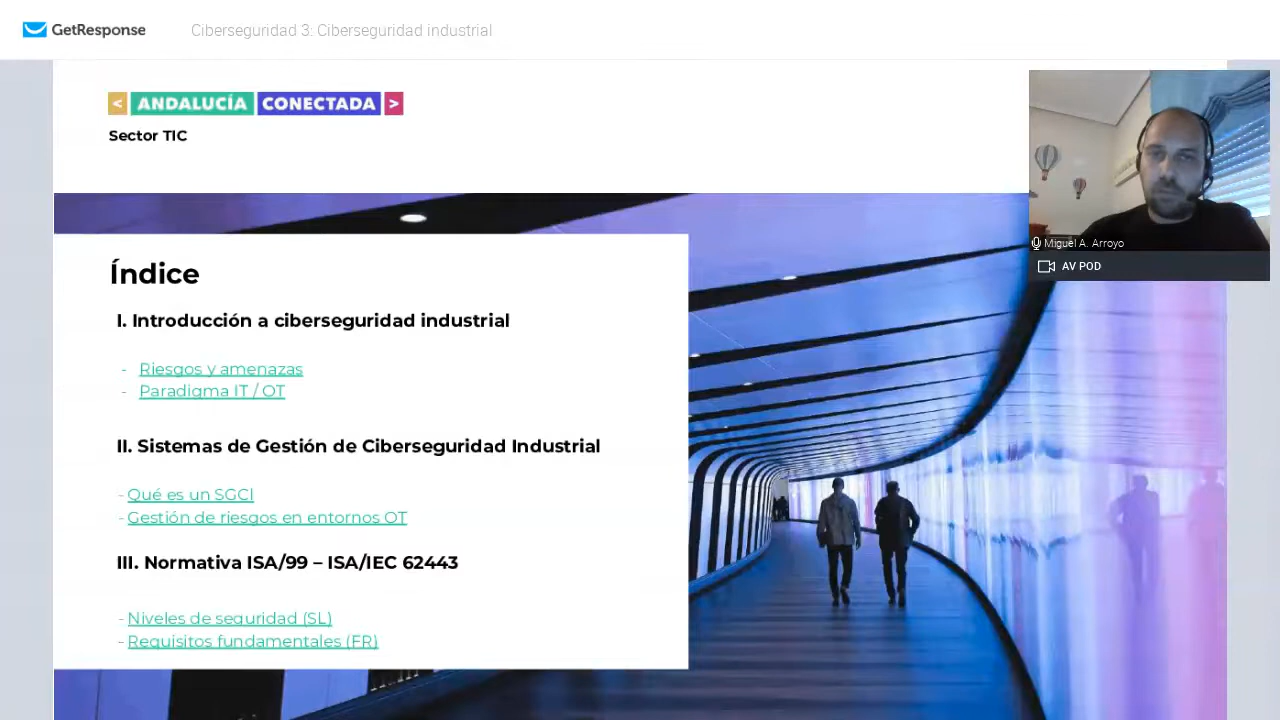 GetResponse
Ciberseguridad 3: Ciberseguridad industrial
< ANDALUCÍA CONECTADA >
Sector TIC
Miguel A. Arroyo
AV POD
Índice
I. Introducción a ciberseguridad industrial
- Riesgos y amenazas
- Paradigma IT / OT
II. Sistemas de Gestión de Ciberseguridad Industrial
- Qué es un SGCI
- Gestión de riesgos en entornos OT
III. Normativa ISA/99 – ISA/IEC 62443
- Niveles de seguridad (SL)
- Requisitos fundamentales (FR)